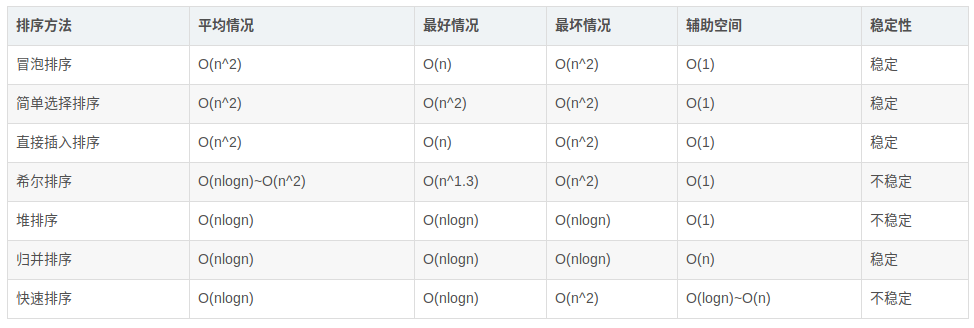 排序方法 平均情况 最好情况 最坏情况 辅助空间 稳定性
冒泡排序 O(n^2) O(n) O(n^2) O(1) 稳定
简单选择排序 O(n^2) O(n^2) O(n^2) O(1) 稳定
直接插入排序 O(n^2) O(n) O(n^2) O(1) 稳定
希尔排序 O(nlogn)~O(n^2) O(n^1.3) O(n^2) O(1) 不稳定
堆排序 O(nlogn) O(nlogn) O(nlogn) O(1) 不稳定
归并排序 O(nlogn) O(nlogn) O(nlogn) O(n) 稳定
快速排序 O(nlogn) O(nlogn) O(n^2) O(logn)~O(n) 不稳定